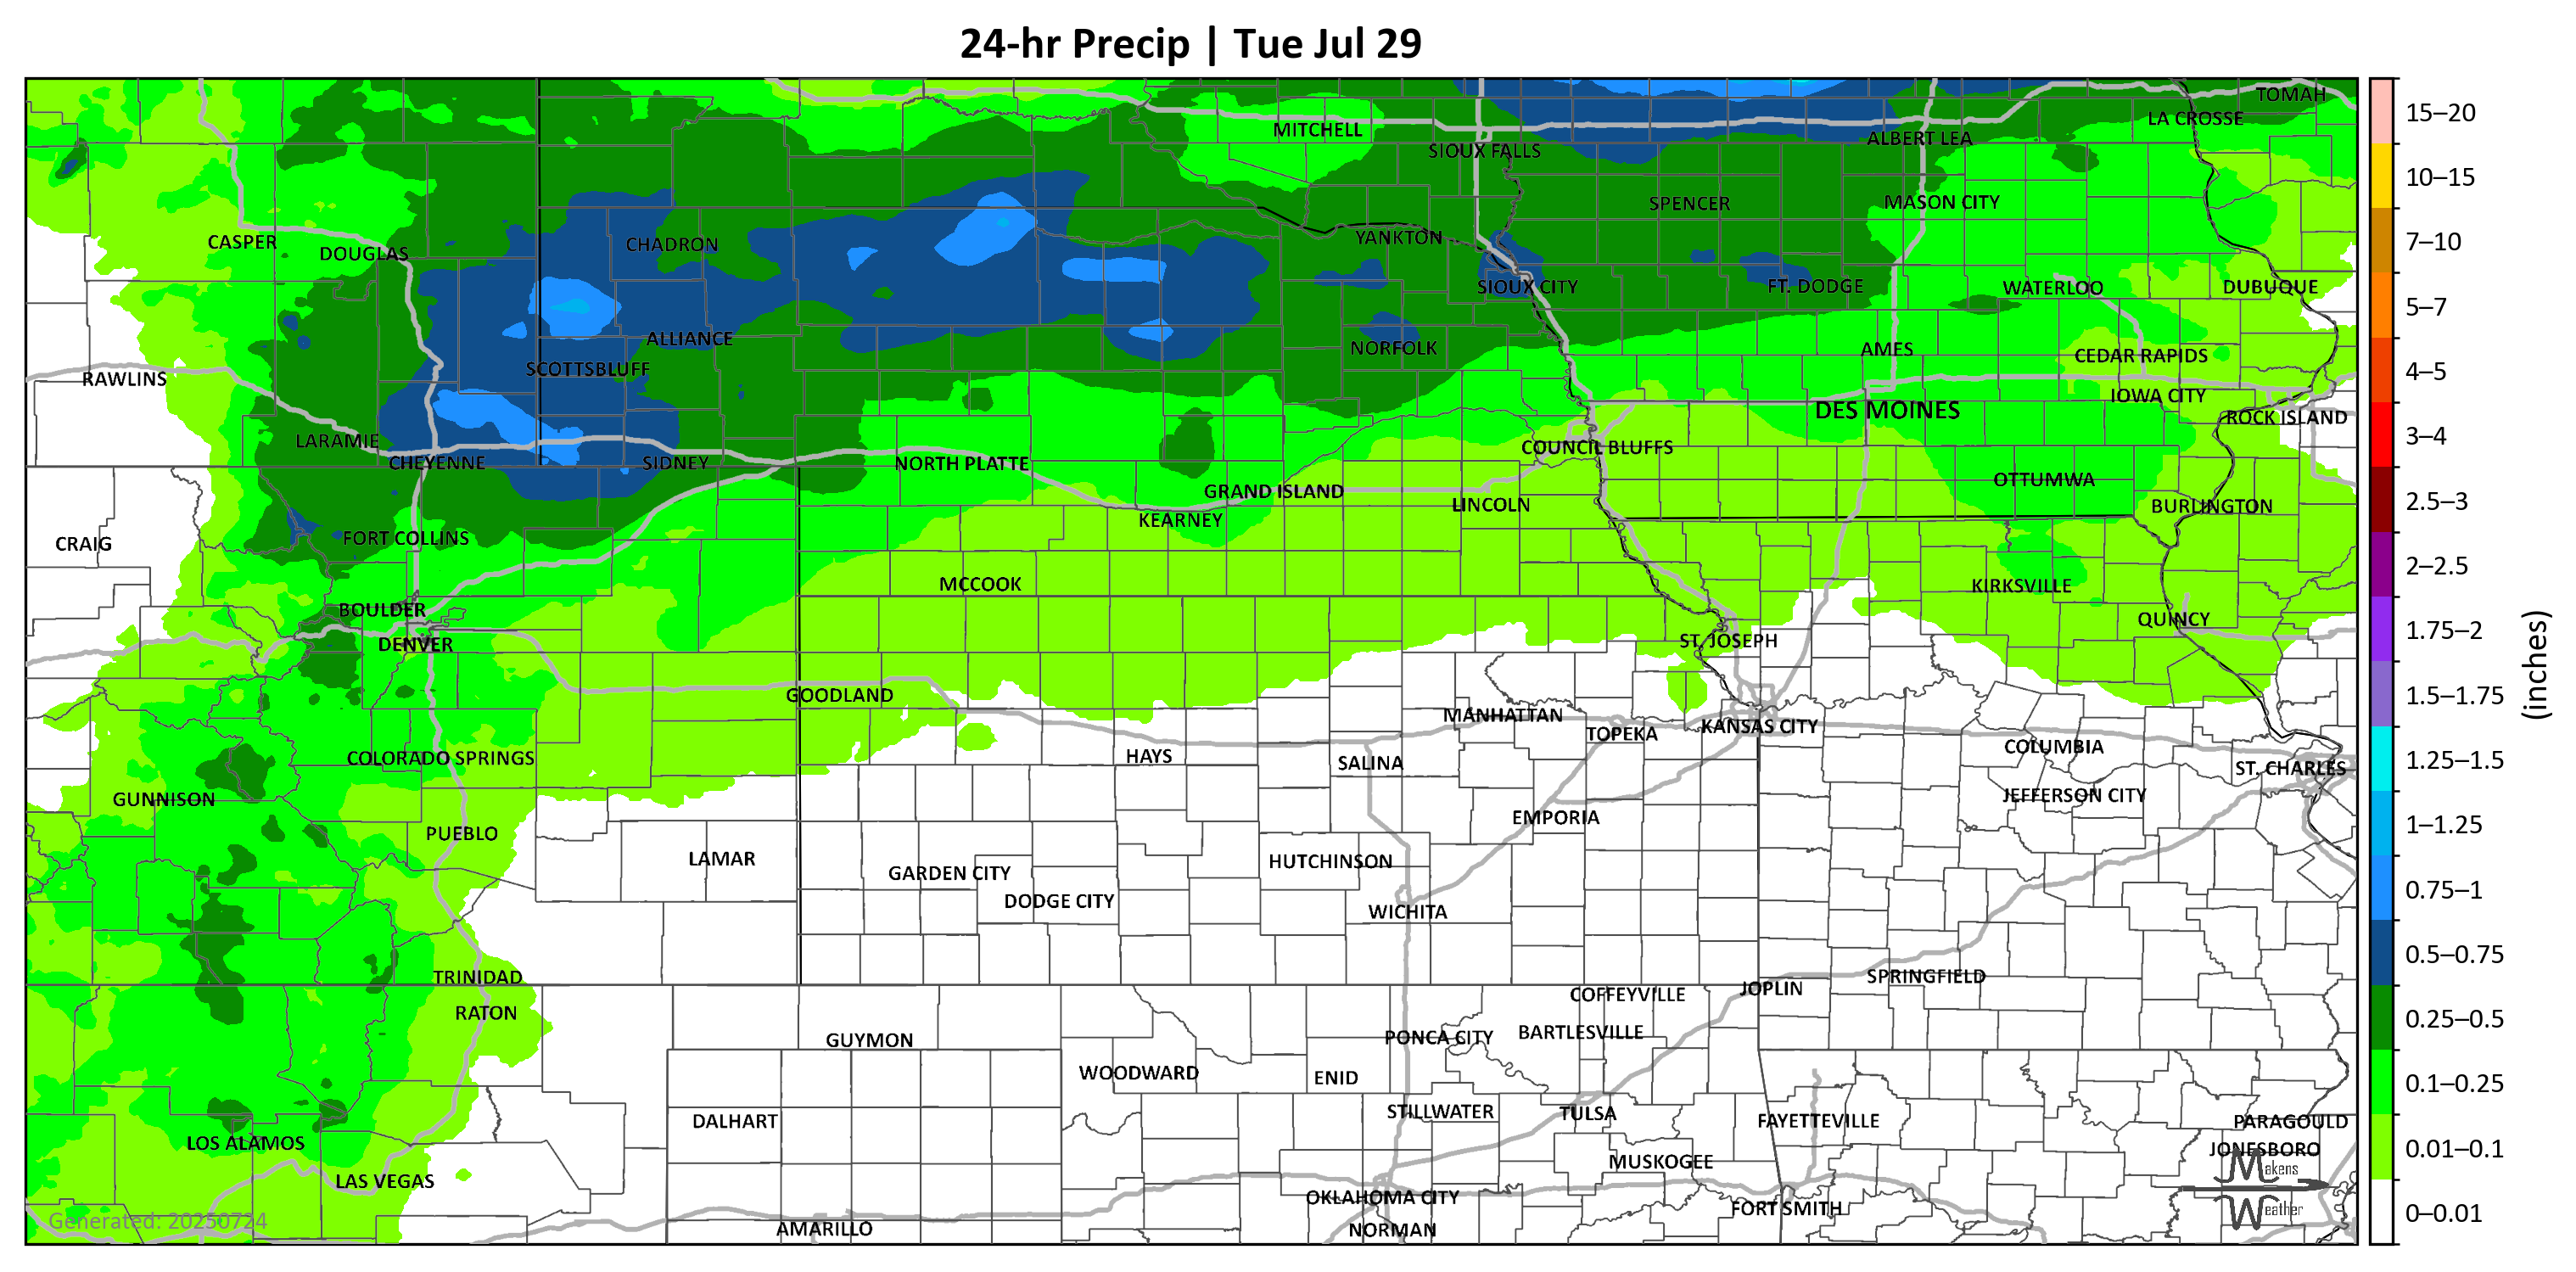 24-hr Precip | Tue Jul 29
TOMAH
LA CROSSE
MITCHELL
ALBERT LEA
SIOUX FALLS
SPENCER
MASON CITY
CASPER
CHADRON
YANKTON
DOUGLAS
SIOUX CITY
FT. DODGE
WATERLOO
DUBUQUE
ALLIANCE
NORFOLK
AMES
CEDAR RAPIDS
SCOTTSBLUFF
RAWLINS
IOWA CITY
DES MOINES
ROCK ISLAND
LARAMIE
COUNCIL BLUFFS
CHEYENNE
SIDNEY
NORTH PLATTE
OTTUMWA
GRAND ISLAND
LINCOLN
BURLINGTON
KEARNEY
CRAIG
FORT COLLINS
MCCOOK
KIRKSVILLE
BOULDER
QUINCY
DENVER
ST. JOSEPH
GOODLAND
MANHATTAN
KANSAS CITY
TOPEKA
COLUMBIA
COLORADO SPRINGS
HAYS
SALINA
ST. CHARLES
GUNNISON
JEFFERSON CITY
EMPORIA
PUEBLO
LAMAR
HUTCHINSON
GARDEN CITY
DODGE CITY
WICHITA
TRINIDAD
SPRINGFIELD
JOPLIN
COFFEYVILLE
RATON
BARTLESVILLE
GUYMON
PONCA CITY
WOODWARD
ENID
STILLWATER
TULSA
DALHART
FAYETTEVILLE
PARAGOULD
LOS ALAMOS
JONESBORO
MUSKOGEE
LAS VEGAS
OKLAHOMA CITY
FORT SMITH
AMARILLO
NORMAN
Generated: 20250724
Makens
Weather
15–20
10–15
7–10
5–7
4–5
3–4
2.5–3
2–2.5
1.75–2
1.5–1.75
1.25–1.5
1–1.25
0.75–1
0.5–0.75
0.25–0.5
0.1–0.25
0.01–0.1
0–0.01
(inches)